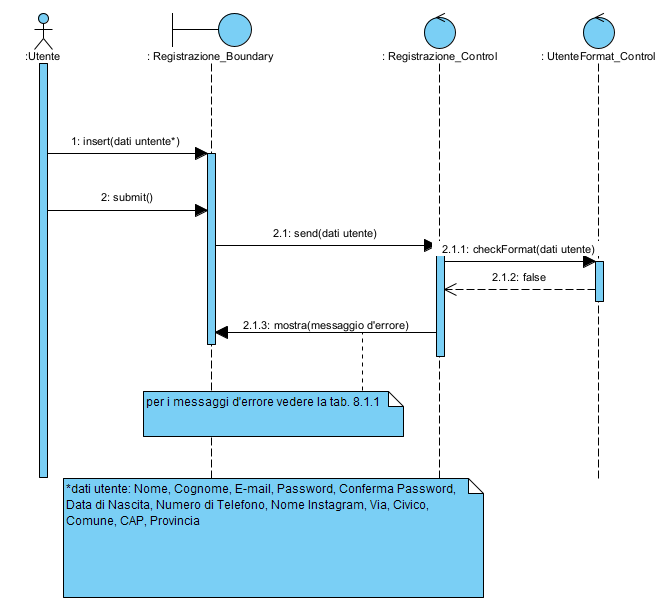 :Utente
: Registrazione_Boundary
: Registrazione_Control
: UtenteFormat_Control
1: insert(dati untente*)
2: submit()
2.1: send(dati utente)
2.1.1: checkFormat(dati utente)
2.1.2: false
2.1.3: mostra(messaggio d'errore)
per i messaggi d'errore vedere la tab. 8.1.1
*dati utente: Nome, Cognome, E-mail, Password, Conferma Password,
Data di Nascita, Numero di Telefono, Nome Instagram, Via, Civico,
Comune, CAP, Provincia